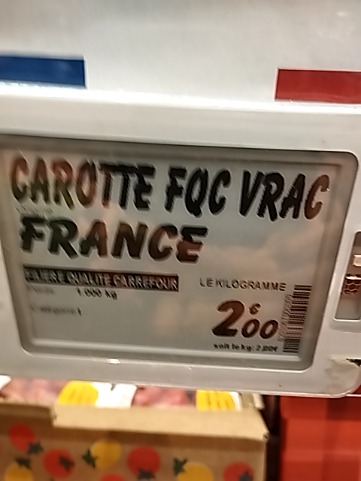 CAROTTE FQC VRAC
FRANCE
FILIERE QUALITE CARREFOUR
LE KILOGRAMME
1.000 kg
2€00
soit le kg: 2.00€